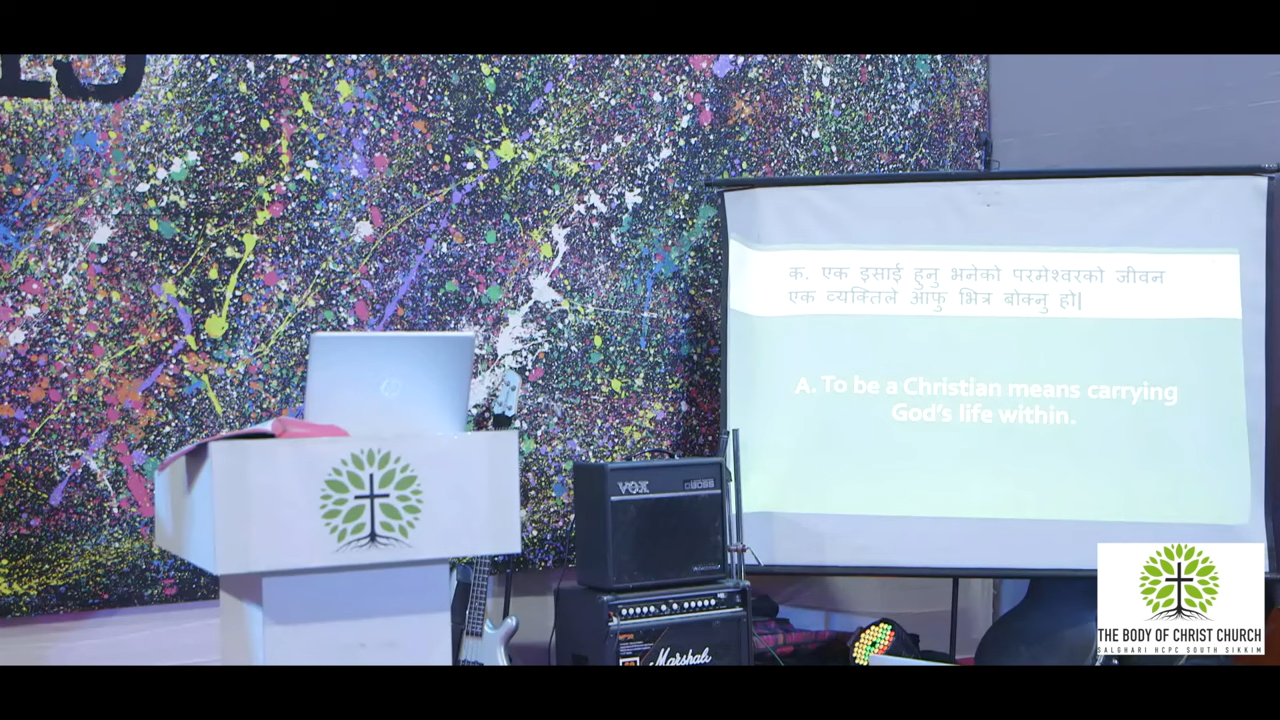 क. एक इसाई हुनु भनेको परमेश्वरको जीवन
एक व्यक्तिले आफु भित्र बोक्नु हो|
A. To be a Christian means carrying
God's life within.
VOX
BOSS
Marshall
THE BODY OF CHRIST CHURCH
SALGHARI HCPC SOUTH SIKKIM